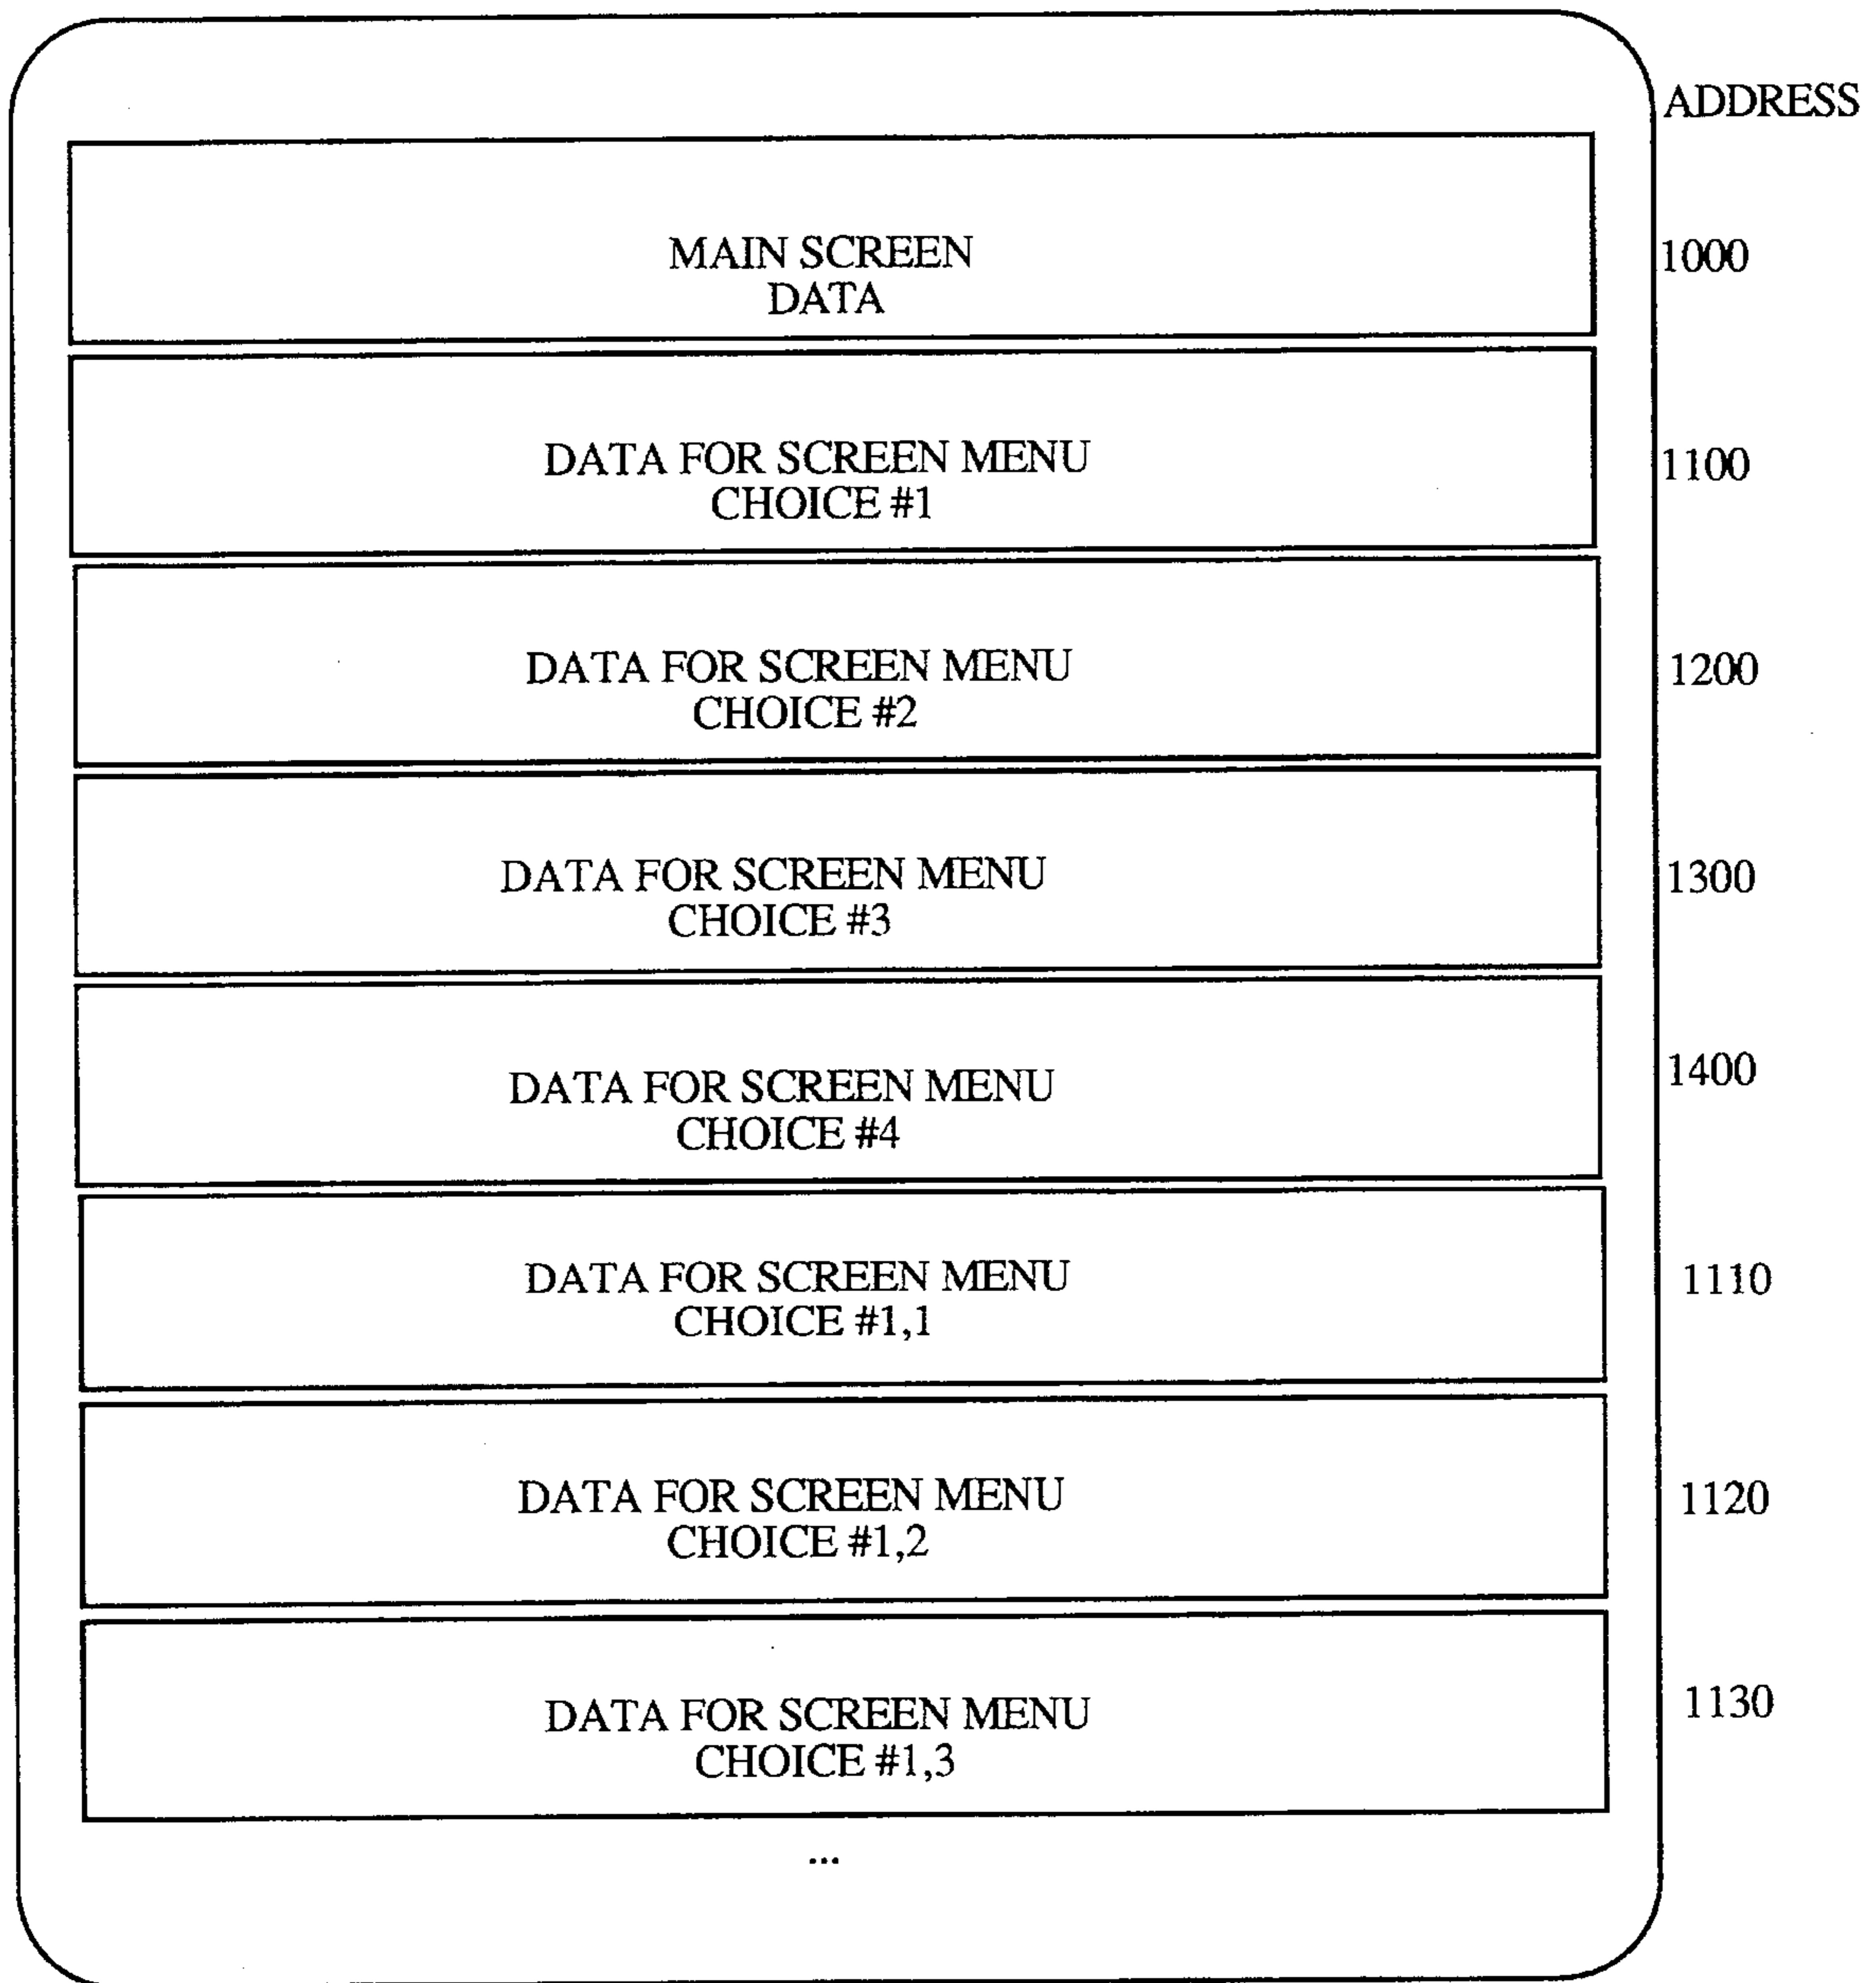 ADDRESS
MAIN SCREEN
DATA
1000
DATA FOR SCREEN MENU
CHOICE #1
1100
DATA FOR SCREEN MENU
CHOICE #2
1200
DATA FOR SCREEN MENU
CHOICE #3
1300
DATA FOR SCREEN MENU
CHOICE #4
1400
DATA FOR SCREEN MENU
CHOICE #1,1
1110
DATA FOR SCREEN MENU
CHOICE #1,2
1120
DATA FOR SCREEN MENU
CHOICE #1,3
1130
...